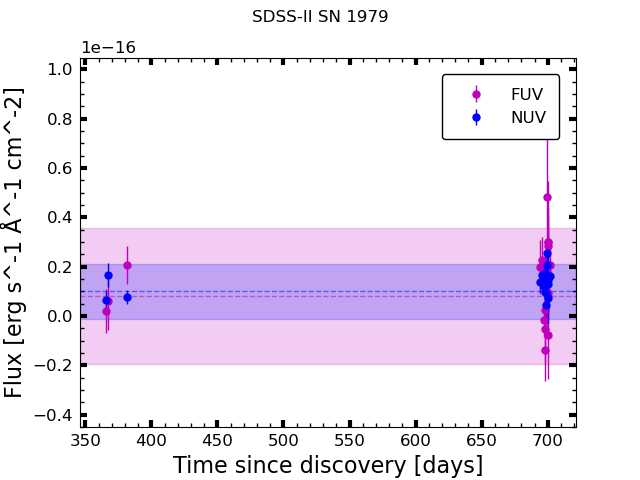 SDSS-II SN 1979
1e−16
Flux [erg s^-1 Å^-1 cm^-2]
1.0
0.8
0.6
0.4
0.2
0.0
−0.2
−0.4
FUV
NUV
350 400 450 500 550 600 650 700
Time since discovery [days]